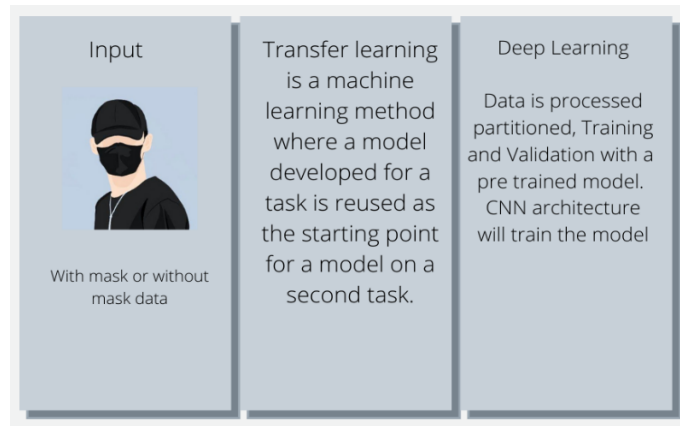 Input
With mask or without
mask data
Transfer learning
is a machine
learning method
where a model
developed for a
task is reused as
the starting point
for a model on a
second task.
Deep Learning
Data is processed
partitioned, Training
and Validation with a
pre trained model.
CNN architecture
will train the model